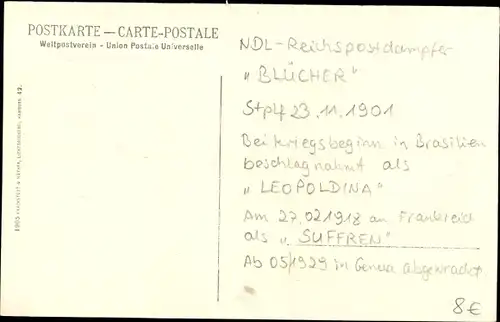 POSTKARTE — CARTE-POSTALE
Weltpostverein - Union Postale Universelle
NDL-Reichspostdampfer
"BLÜCHER"
Stplf 23.11.1901
Bei Kriegsbeginn in Brasilien
beschlagnahmt als
"LEOPOLDINA"
Am 27.02.1918 an Frankreich
als "SUFFREN"
Ab 05/1929 in Genua abgewrackt
8€